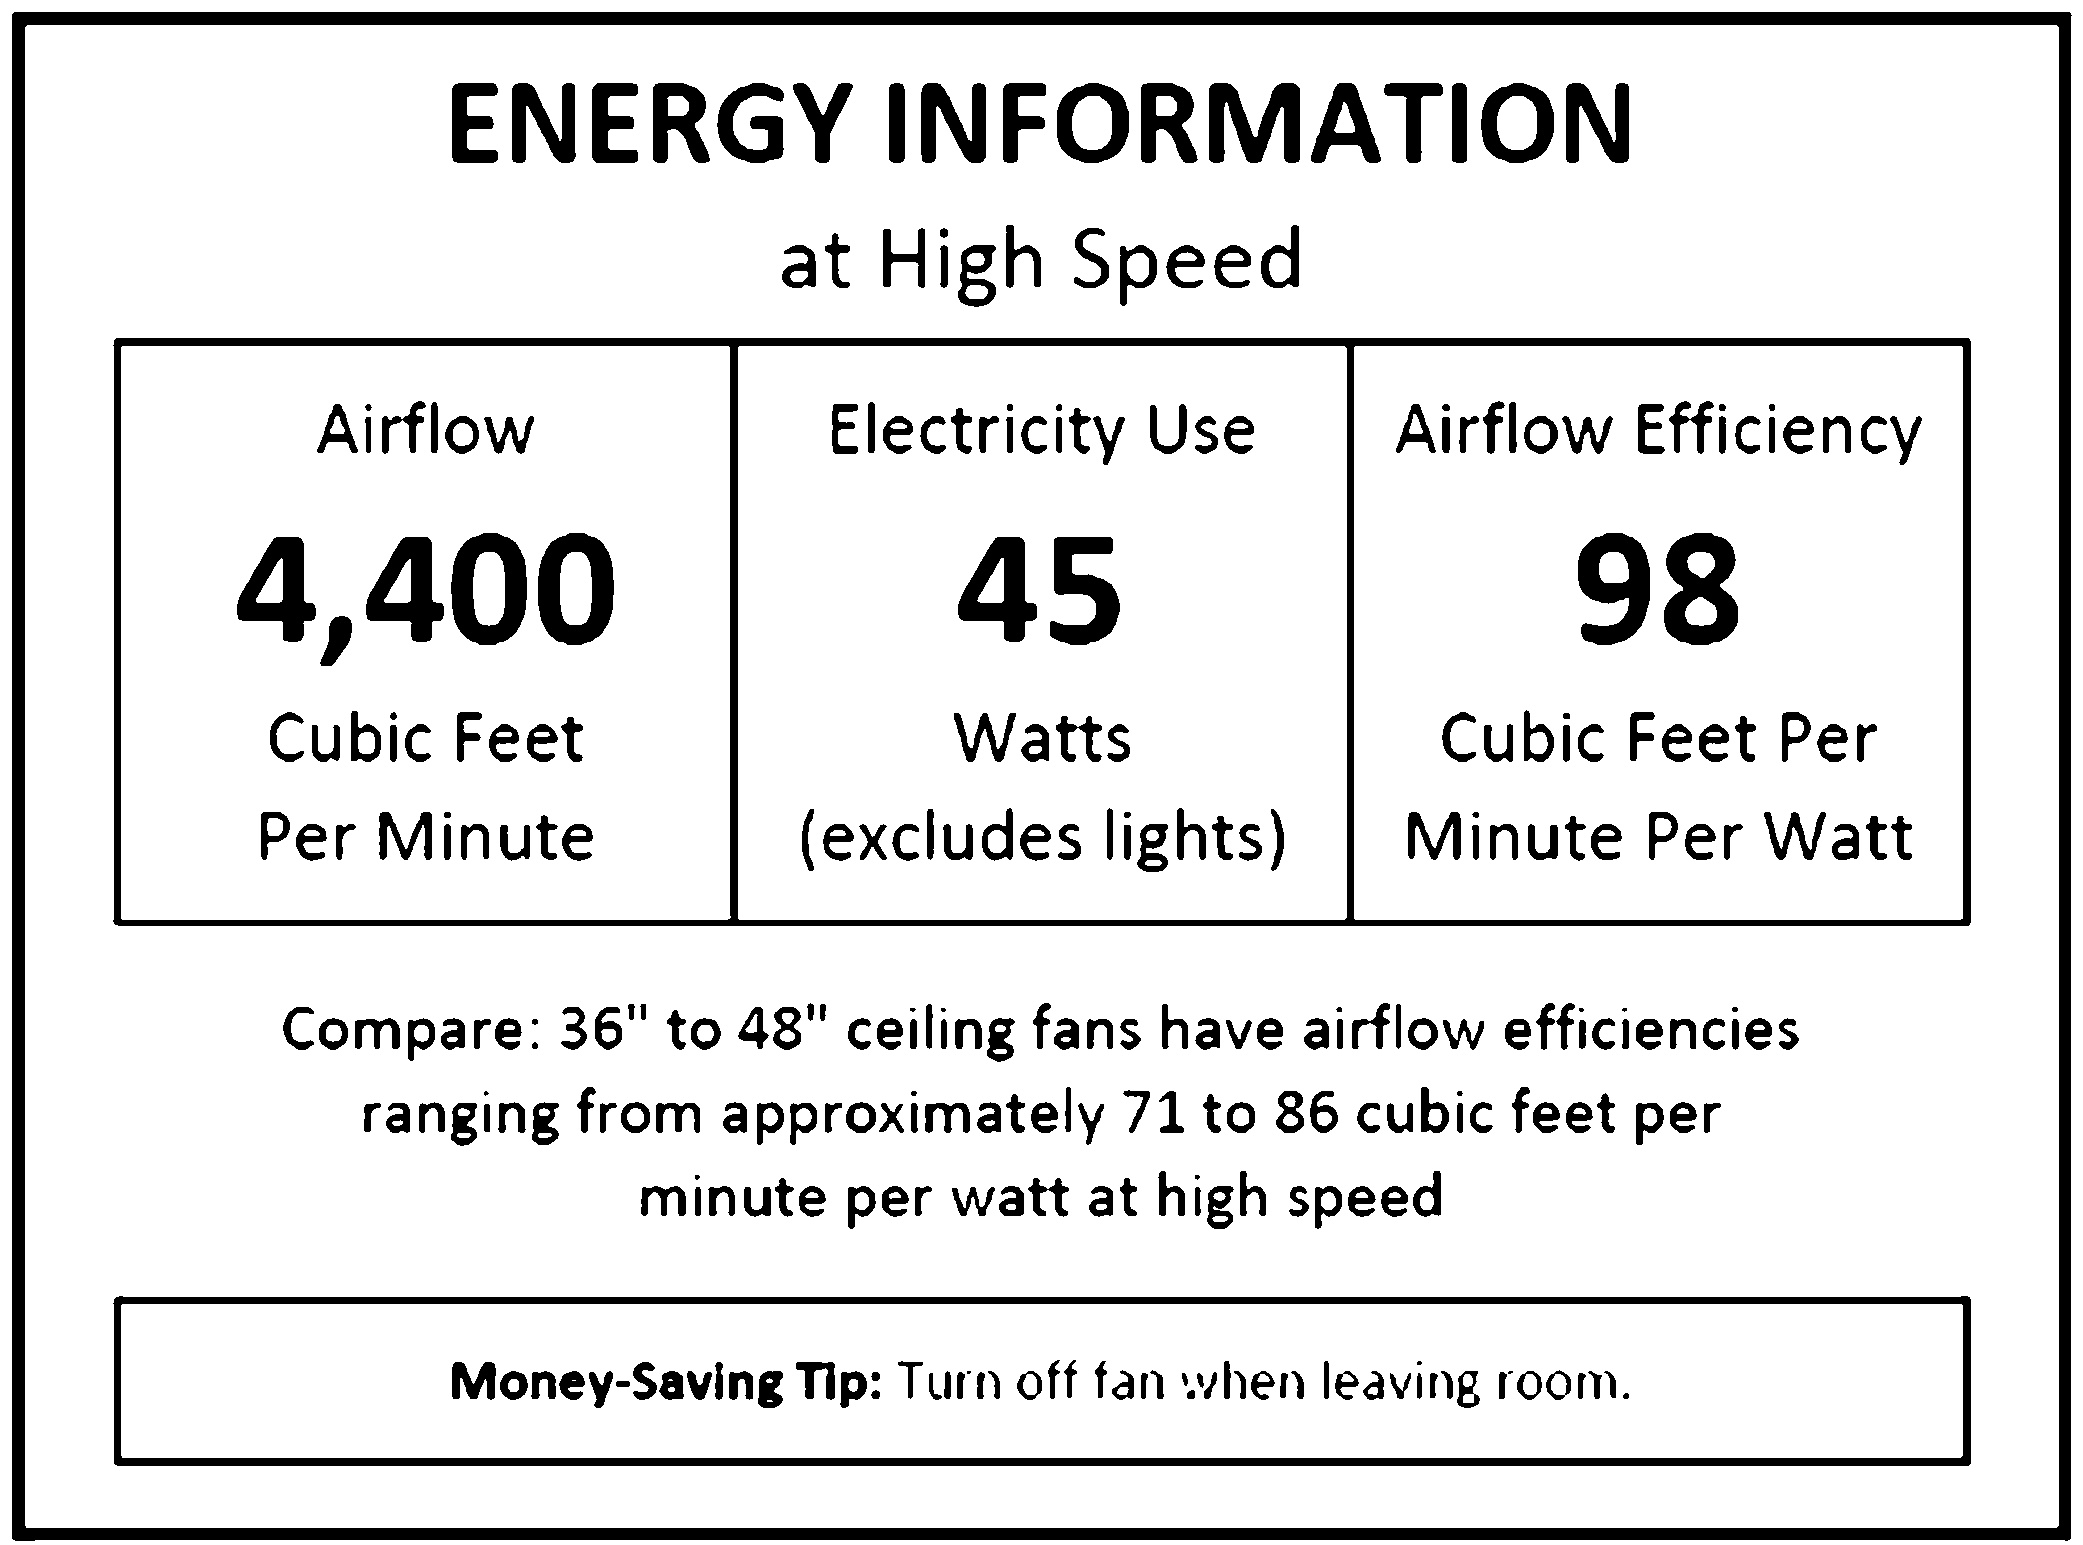 ENERGY INFORMATION
at High Speed
Airflow
4,400
Cubic Feet
Per Minute
Electricity Use
45
Watts
(excludes lights)
Airflow Efficiency
98
Cubic Feet Per
Minute Per Watt
Compare: 36" to 48" ceiling fans have airflow efficiencies
ranging from approximately 71 to 86 cubic feet per
minute per watt at high speed
Money-Saving Tip: Turn off fan when leaving room.